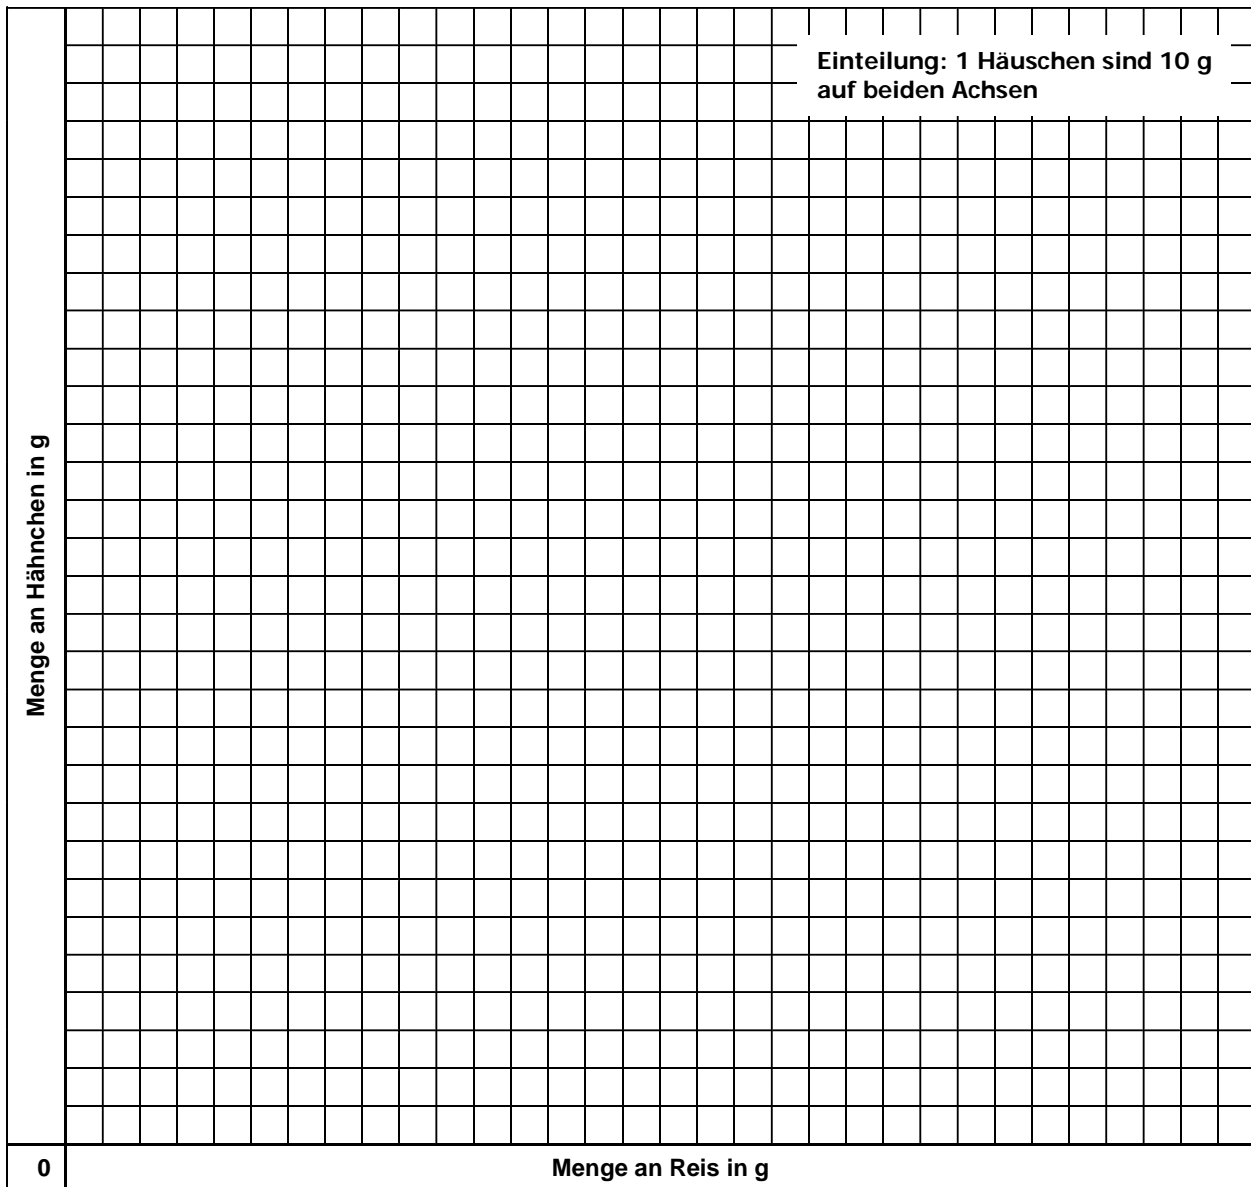 Einteilung: 1 Häuschen sind 10 g
auf beiden Achsen
Menge an Hähnchen in g
0
Menge an Reis in g